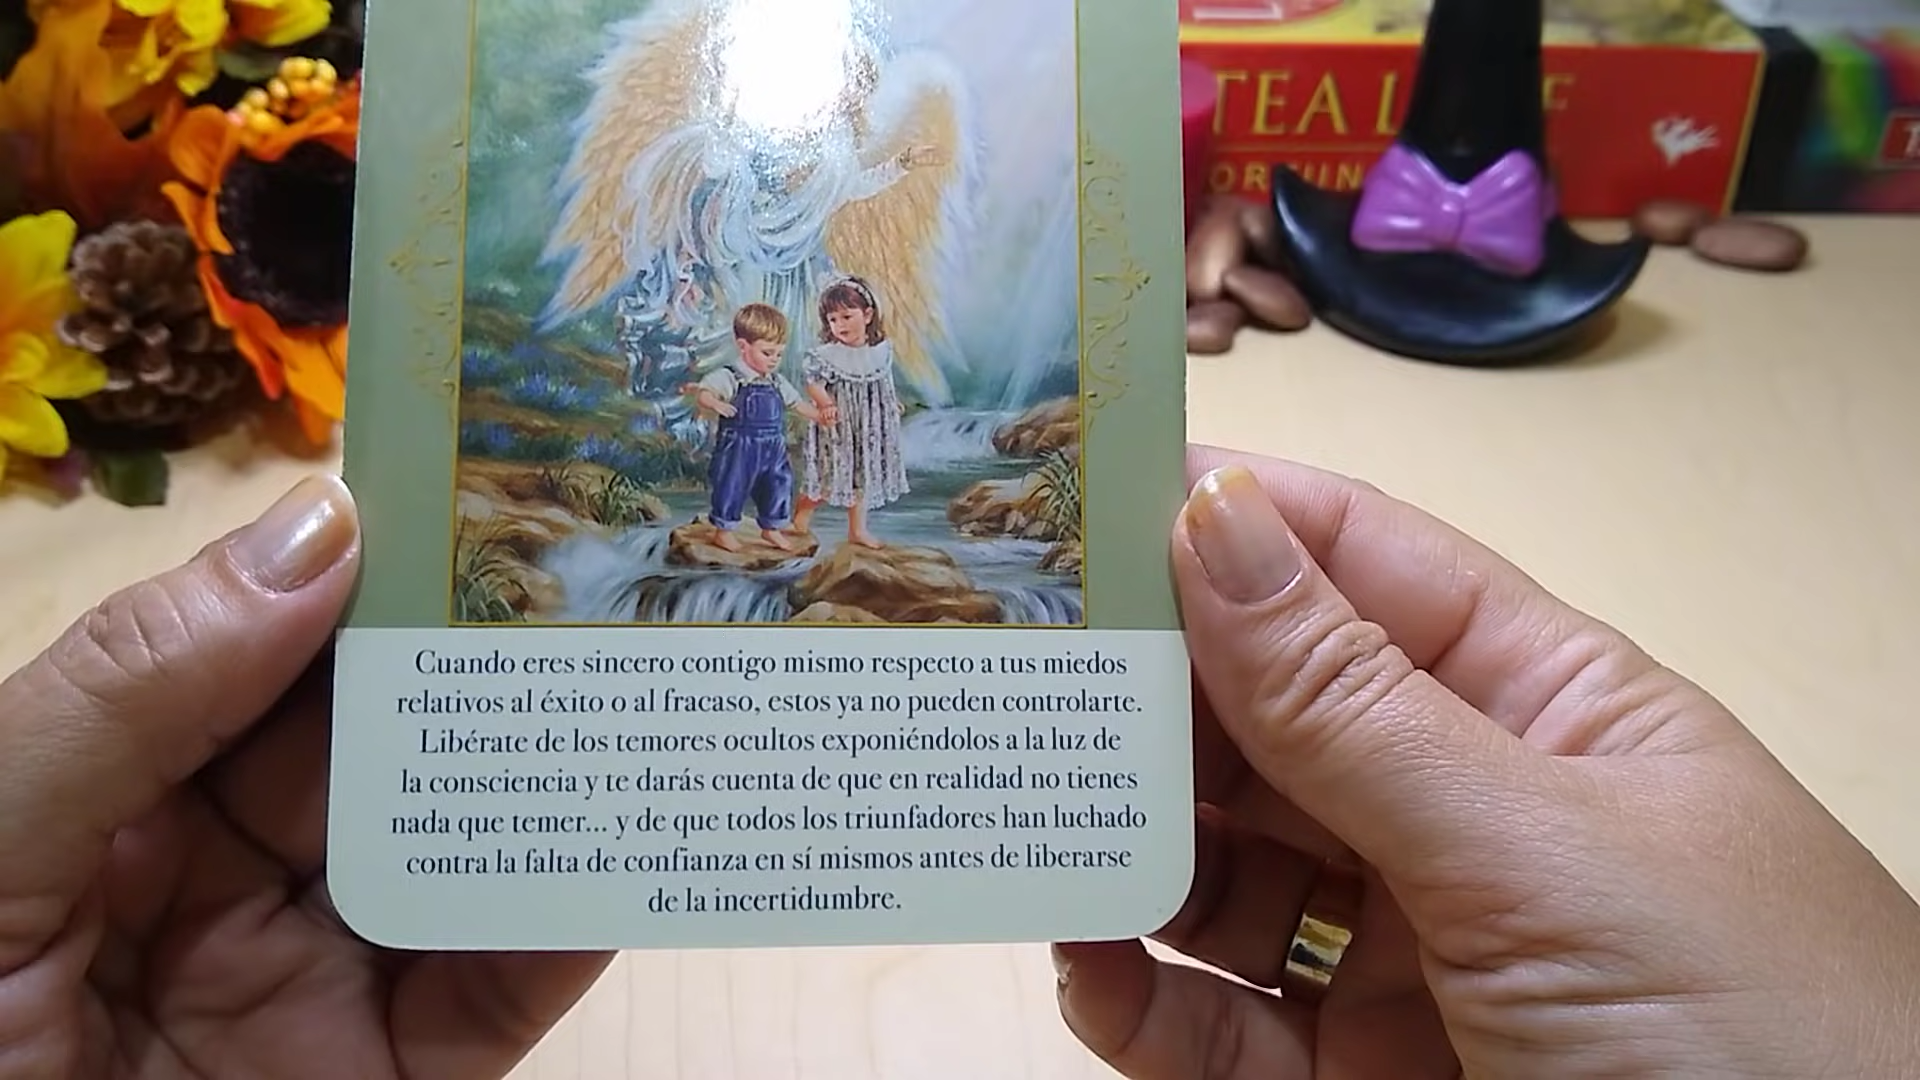 TEA L
Cuando eres sincero contigo mismo respecto a tus miedos
relativos al éxito o al fracaso, estos ya no pueden controlarte.
Libérate de los temores ocultos exponiéndolos a la luz de
la consciencia y te darás cuenta de que en realidad no tienes
nada que temer... y de que todos los triunfadores han luchado
contra la falta de confianza en sí mismos antes de liberarse
de la incertidumbre.